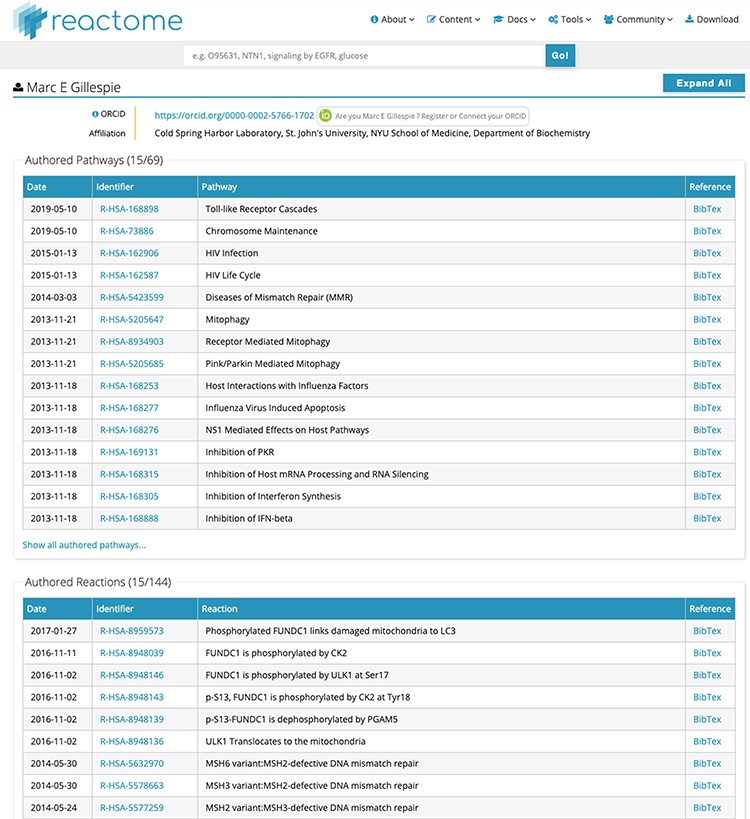 reactome
About Content Docs Tools Community Download
e.g. O95631, NTN1, signaling by EGFR, glucose Go!
Marc E Gillespie Expand All
ORCID https://orcid.org/0000-0002-5766-1702 iD Are you Marc E Gillespie ? Register or Connect your ORCID
Affiliation Cold Spring Harbor Laboratory, St. John's University, NYU School of Medicine, Department of Biochemistry
Authored Pathways (15/69)
Date Identifier Pathway Reference
2019-05-10 R-HSA-168898 Toll-like Receptor Cascades BibTex
2019-05-10 R-HSA-73886 Chromosome Maintenance BibTex
2015-01-13 R-HSA-162906 HIV Infection BibTex
2015-01-13 R-HSA-162587 HIV Life Cycle BibTex
2014-03-03 R-HSA-5423599 Diseases of Mismatch Repair (MMR) BibTex
2013-11-21 R-HSA-5205647 Mitophagy BibTex
2013-11-21 R-HSA-8934903 Receptor Mediated Mitophagy BibTex
2013-11-21 R-HSA-5205685 Pink/Parkin Mediated Mitophagy BibTex
2013-11-18 R-HSA-168253 Host Interactions with Influenza Factors BibTex
2013-11-18 R-HSA-168277 Influenza Virus Induced Apoptosis BibTex
2013-11-18 R-HSA-168276 NS1 Mediated Effects on Host Pathways BibTex
2013-11-18 R-HSA-169131 Inhibition of PKR BibTex
2013-11-18 R-HSA-168315 Inhibition of Host mRNA Processing and RNA Silencing BibTex
2013-11-18 R-HSA-168305 Inhibition of Interferon Synthesis BibTex
2013-11-18 R-HSA-168888 Inhibition of IFN-beta BibTex
Show all authored pathways...
Authored Reactions (15/144)
Date Identifier Reaction Reference
2017-01-27 R-HSA-8959573 Phosphorylated FUNDC1 links damaged mitochondria to LC3 BibTex
2016-11-11 R-HSA-8948039 FUNDC1 is phosphorylated by CK2 BibTex
2016-11-02 R-HSA-8948146 FUNDC1 is phosphorylated by ULK1 at Ser17 BibTex
2016-11-02 R-HSA-8948143 p-S13, FUNDC1 is phosphorylated by CK2 at Tyr18 BibTex
2016-11-02 R-HSA-8948139 p-S13-FUNDC1 is dephosphorylated by PGAM5 BibTex
2016-11-02 R-HSA-8948136 ULK1 Translocates to the mitochondria BibTex
2014-05-30 R-HSA-5632970 MSH6 variant:MSH2-defective DNA mismatch repair BibTex
2014-05-30 R-HSA-5578663 MSH3 variant:MSH2-defective DNA mismatch repair BibTex
2014-05-24 R-HSA-5577259 MSH2 variant:MSH3-defective DNA mismatch repair BibTex